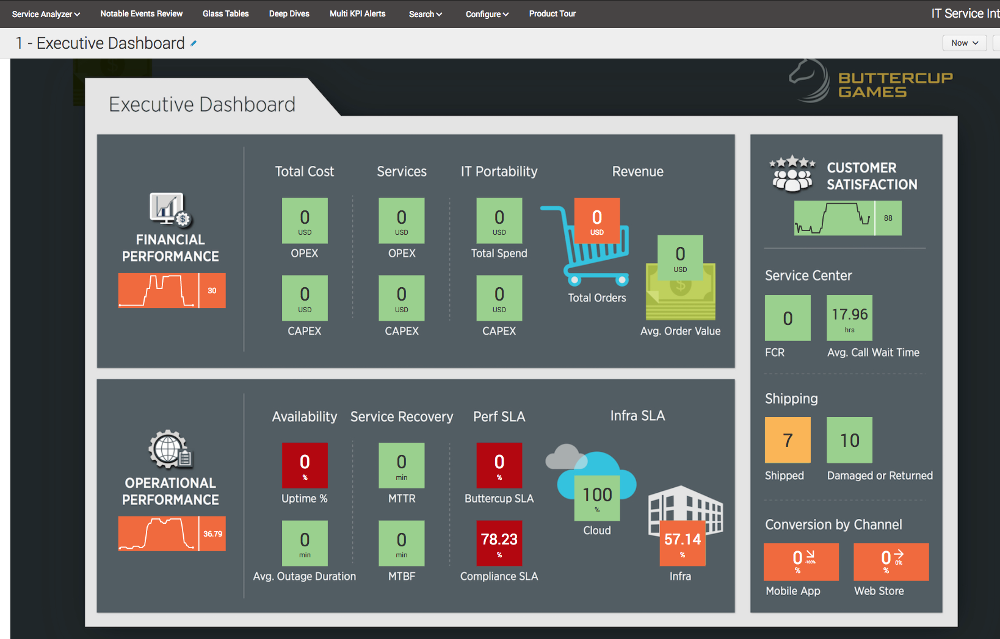 Service Analyzer Notable Events Review Glass Tables Deep Dives Multi KPI Alerts Search Configure Product Tour IT Service Int
1 - Executive Dashboard
Now
BUTTERCUP
GAMES
Executive Dashboard
FINANCIAL
PERFORMANCE
30
Total Cost Services IT Portability Revenue
0 0 0 0
USD USD USD USD
OPEX OPEX Total Spend
0
USD
0 0 0
USD USD USD
CAPEX CAPEX CAPEX
$
Total Orders
Avg. Order Value
OPERATIONAL
PERFORMANCE
36.79
Availability Service Recovery Perf SLA Infra SLA
0 0 0
% min %
Uptime % MTTR Buttercup SLA
100
%
Cloud
0 0 78.23 57.14
min min % %
Avg. Outage Duration MTBF Compliance SLA Infra
CUSTOMER
SATISFACTION
88
Service Center
0 17.96
hrs
FCR Avg. Call Wait Time
Shipping
7 10
Shipped Damaged or Returned
Conversion by Channel
0 -100% 0 0%
% %
Mobile App Web Store